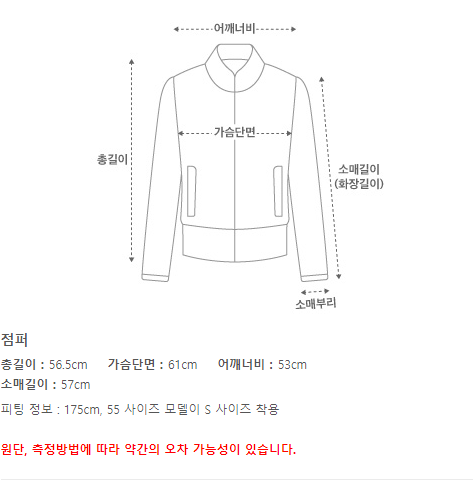 어깨너비
가슴단면
총길이
소매길이
(화장길이)
소매부리
점퍼
총길이 : 56.5cm 가슴단면 : 61cm 어깨너비 : 53cm
소매길이 : 57cm
피팅 정보 : 175cm, 55 사이즈 모델이 S 사이즈 착용
원단, 측정방법에 따라 약간의 오차 가능성이 있습니다.